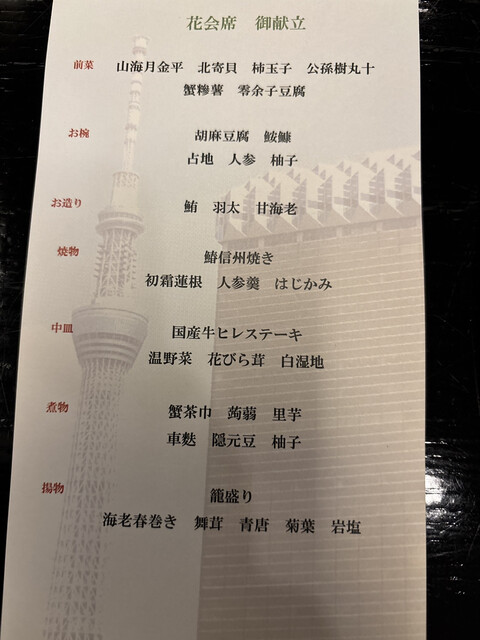 花会席　御献立
前菜　山海月金平　北寄貝　柿玉子　公孫樹丸十
蟹糝薯　零余子豆腐
お椀　胡麻豆腐　鮟鱇
占地　人参　柚子
お造り　鮪　羽太　甘海老
焼物　鰆信州焼き
初霜蓮根　人参羹　はじかみ
中皿　国産牛ヒレステーキ
温野菜　花びら茸　白湿地
煮物　蟹茶巾　蒟蒻　里芋
車麩　隠元豆　柚子
揚物　籠盛り
海老春巻き　舞茸　青唐　菊葉　岩塩